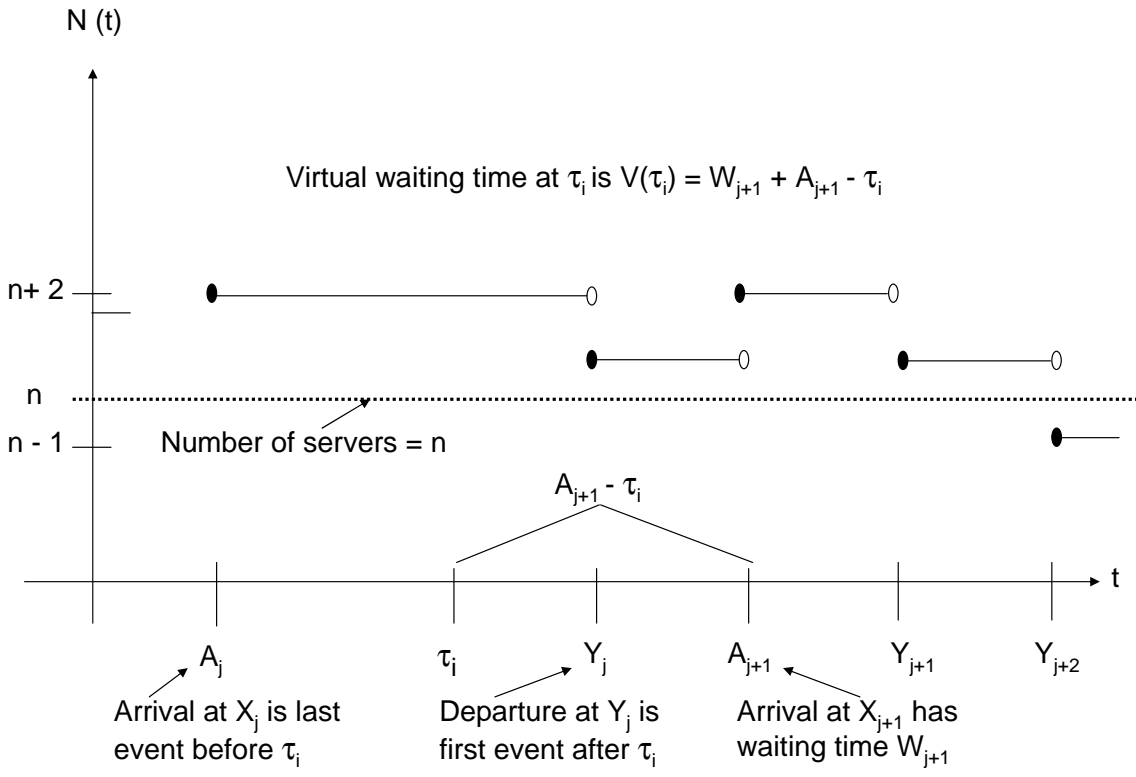 N (t)
Virtual waiting time at τi is V(τi) = Wj+1 + Aj+1 - τi
n+ 2
n
n - 1
Number of servers = n
Aj+1 - τi
t
Aj τi Yj Aj+1 Yj+1 Yj+2
Arrival at Xj is last
event before τi
Departure at Yj is
first event after τi
Arrival at Xj+1 has
waiting time Wj+1